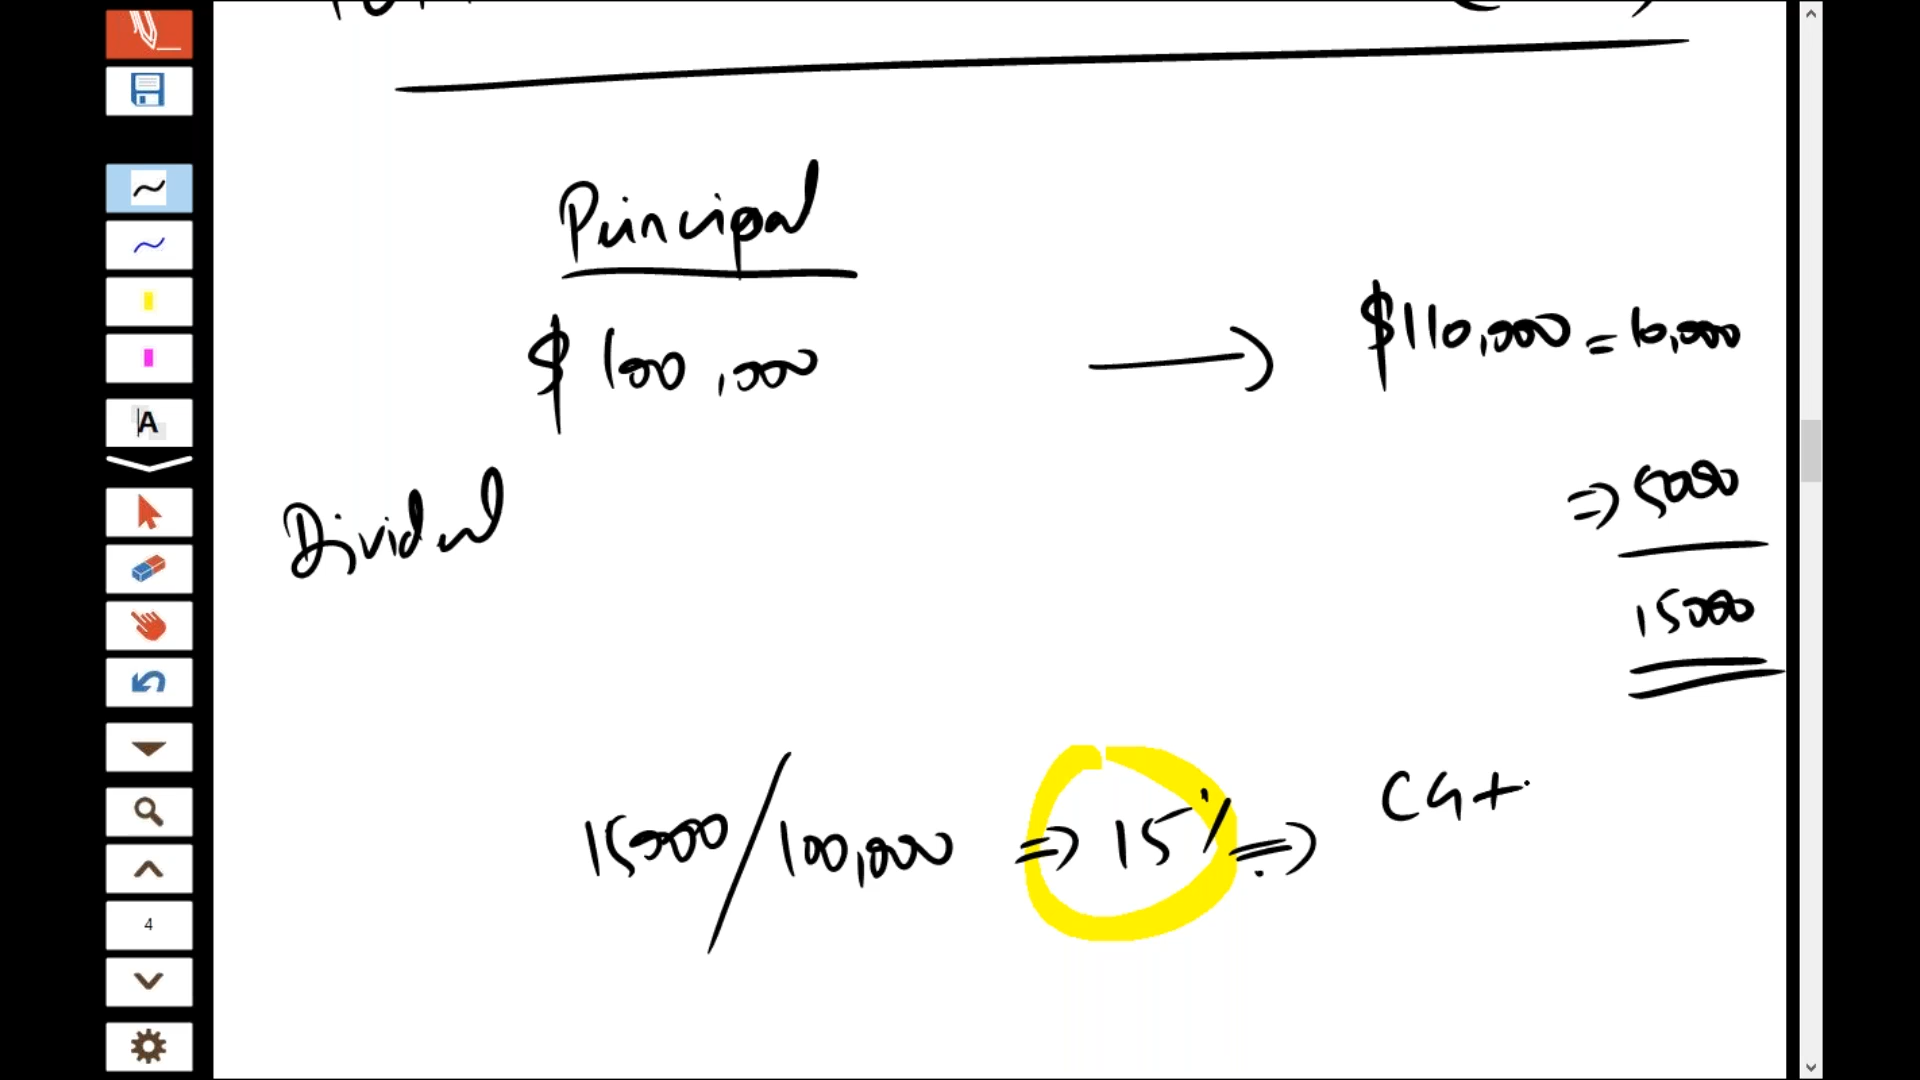 Principal
$ 100,000 → $110,000 = 10,000
Dividend ⇒ 5000
15000
15000/100,000 ⇒ 15% ⇒ CG+
A
4